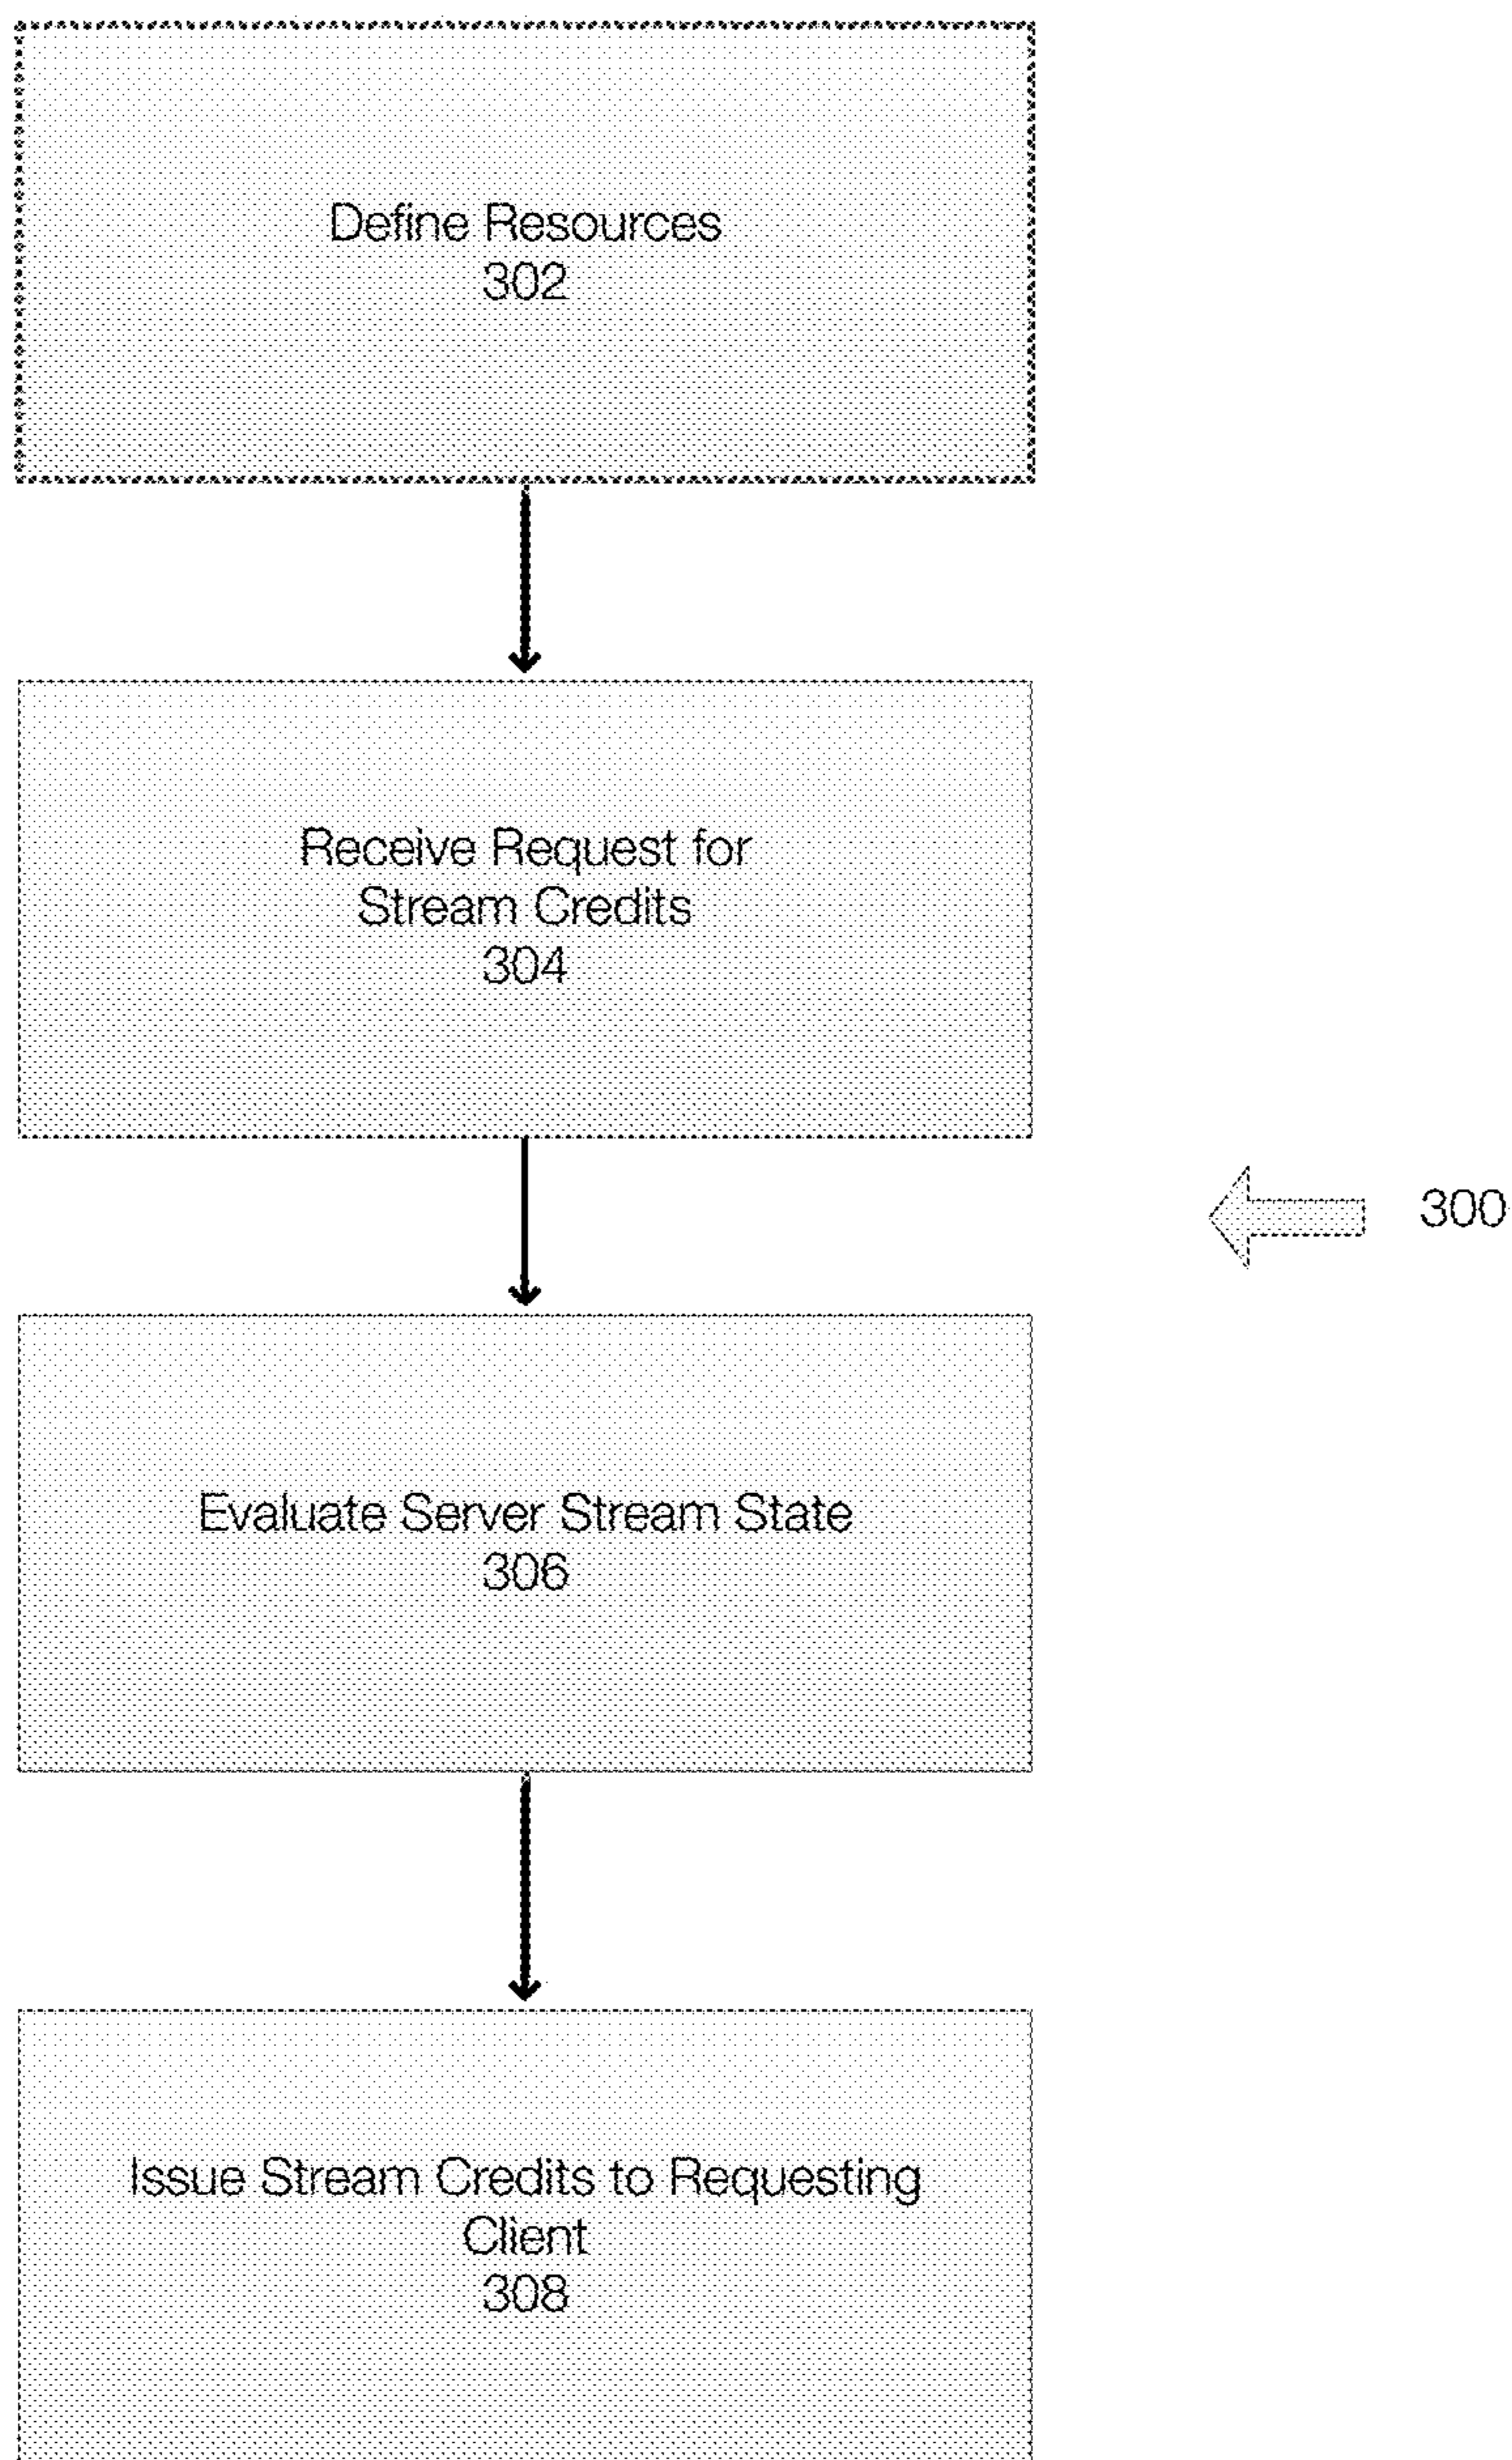 Define Resources
302
Receive Request for
Stream Credits
304
300
Evaluate Server Stream State
306
Issue Stream Credits to Requesting
Client
308